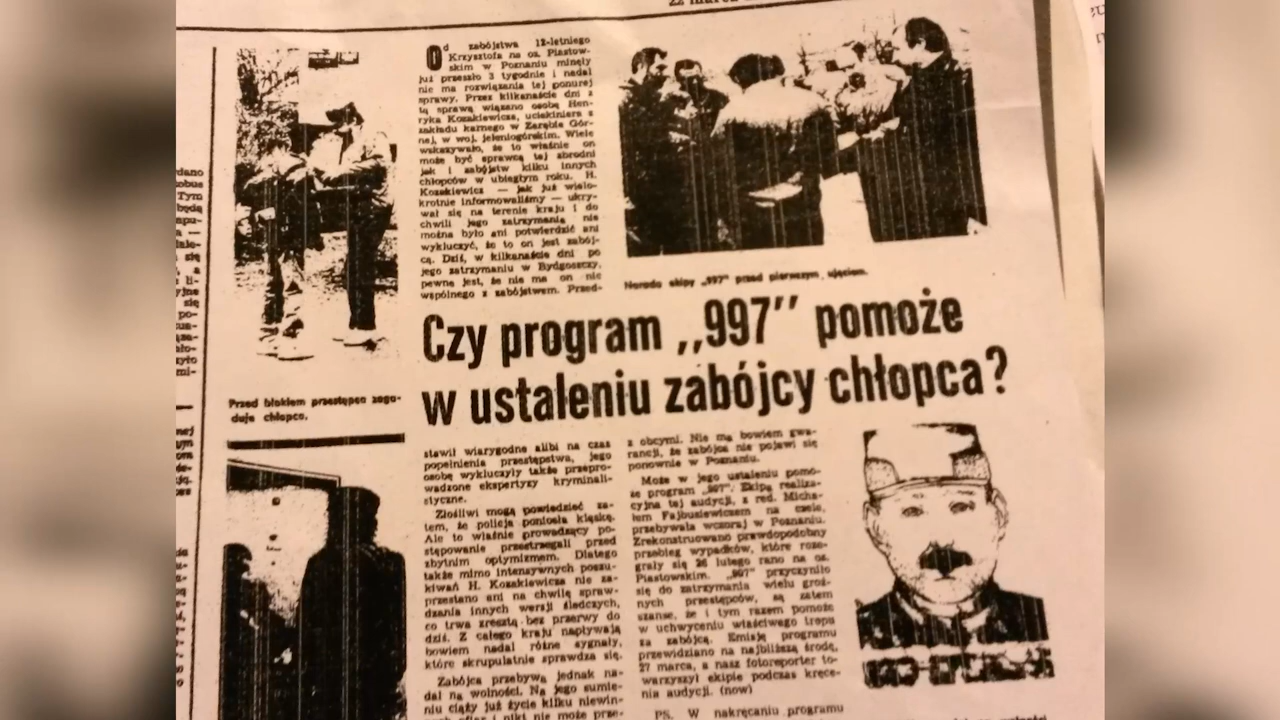 22 marca
dano
obus
Tym
będą
Od zabójstwa 12-letniego
Krzysztofa na os. Piastow-
skim w Poznaniu minęły
już przeszło 3 tygodnie i nadal
nie ma rozwiązania tej ponurej
sprawy. Przez kilkanaście dni z
tą sprawą wiązano osobę Hen-
ryka Kozakiewicza, uciekiniera z
zakładu karnego w Zarębie Gór-
nej, w woj. jeleniogórskim. Wiele
wskazywało, że to właśnie on
może być sprawcą tej zbrodni
jak i zabójstw kilku innych
chłopców w ubiegłym roku. H.
Kozakiewicz — jak już wielo-
krotnie informowaliśmy — ukry-
wał się na terenie kraju i do
chwili jego zatrzymania nie
można było ani potwierdzić ani
wykluczyć, że to on jest zabój-
cą. Dziś, w kilkanaście dni po
jego zatrzymaniu w Bydgoszczy,
pewne jest, że nie ma on nic
wspólnego z zabójstwem. Przed-
Narada ekipy „997" przed pierwszym ujęciem.
Czy program „997" pomoże
w ustaleniu zabójcy chłopca?
Przed blokiem przestępca zaga-
duje chłopca.
stawił wiarygodne alibi na czas
popełnienia przestępstwa, jego
osobę wykluczyły także przepro-
wadzone ekspertyzy kryminali-
styczne.
Złośliwi mogą powiedzieć za-
tem, że policja poniosła klęskę.
Ale to właśnie prowadzący po-
stępowanie przestrzegali przed
zbytnim optymizmem. Dlatego
także mimo intensywnych poszu-
kiwań H. Kozakiewicza nie za-
przestano ani na chwilę spraw-
dzania innych wersji śledczych,
co trwa zresztą bez przerwy do
dziś. Z całego kraju napływają
bowiem nadal różne sygnały,
które skrupulatnie sprawdza się.
Zabójca przebywa jednak na-
dal na wolności. Na jego sumie-
niu ciąży już życie kilku niewin-
nych ofiar i nikt nie może prze-
z obcymi. Nie ma bowiem gwa-
rancji, że zabójca nie pojawi się
ponownie w Poznaniu.
Może w jego ustaleniu pomo-
że program „997". Ekipa realiza-
cyjna tej audycji, z red. Micha-
łem Fajbusiewiczem na czele,
przebywała wczoraj w Poznaniu.
Zrekonstruowano prawdopodobny
przebieg wypadków, które roze-
grały się 26 lutego rano na os.
Piastowskim. „997" przyczyniło
się do zatrzymania wielu groź-
nych przestępców, są zatem
szanse, że i tym razem pomoże
w uchwyceniu właściwego tropu
za zabójcą. Emisję programu
przewidziano na najbliższą środę,
27 marca, a nasz fotoreporter to-
warzyszył ekipie podczas kręce-
nia audycji. (now)
PS. W nakręcaniu programu